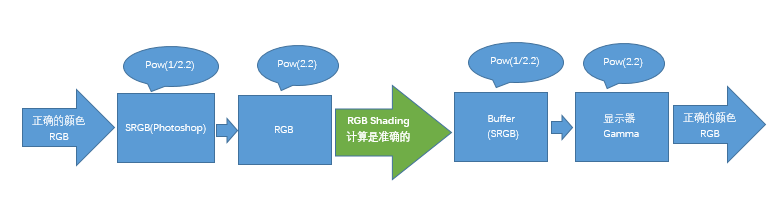 Pow(1/2.2)
Pow(2.2)
Pow(1/2.2)
Pow(2.2)
正确的颜色
RGB
SRGB(Photoshop)
RGB
RGB Shading
计算是准确的
Buffer
(SRGB)
显示器
Gamma
正确的颜色
RGB